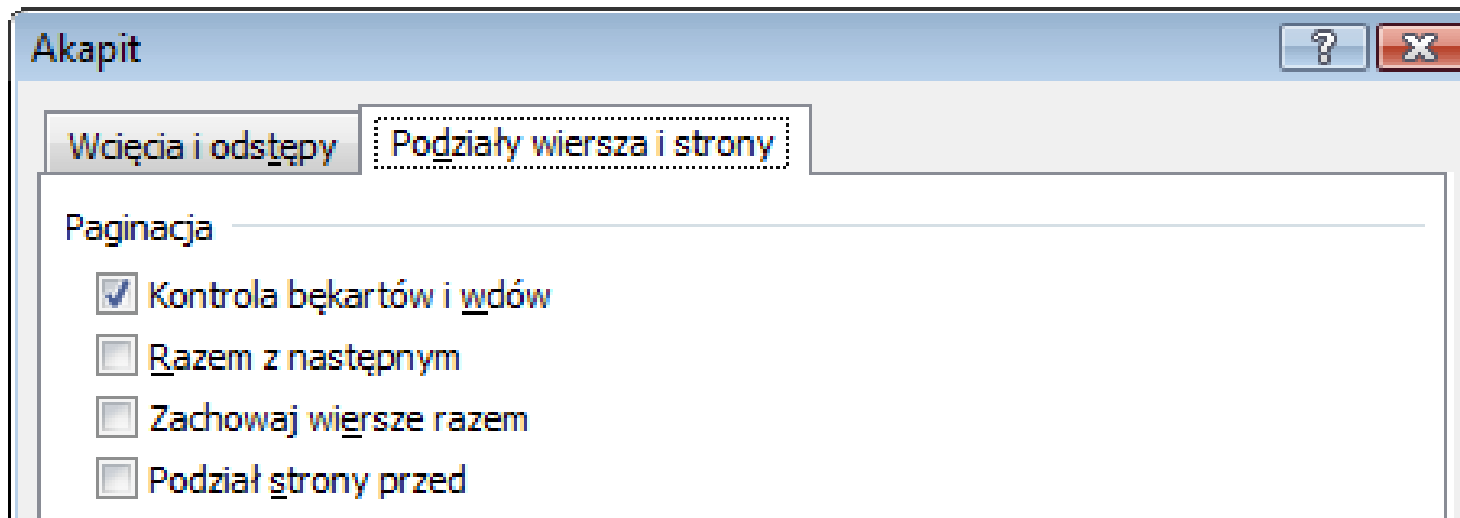 Akapit
Wcięcia i odstępy
Podziały wiersza i strony
Paginacja
Kontrola bękartów i wdów
Razem z następnym
Zachowaj wiersze razem
Podział strony przed